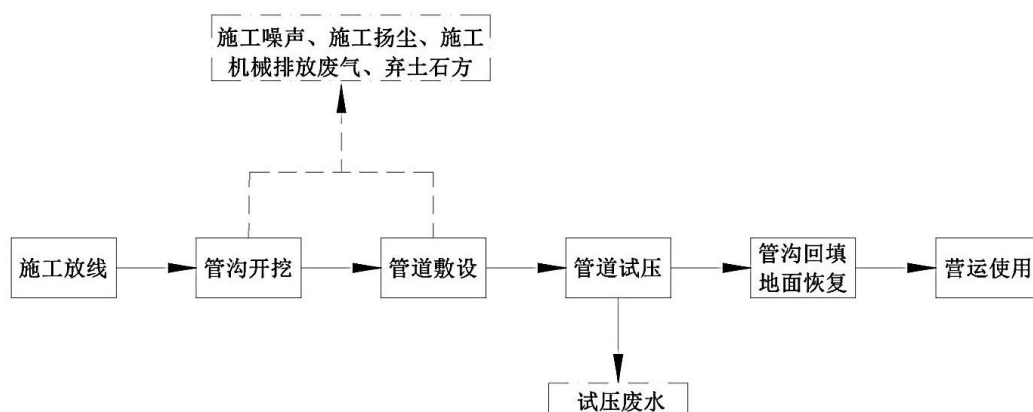 施工噪声、施工扬尘、施工
机械排放废气、弃土石方
施工放线
管沟开挖
管道敷设
管道试压
管沟回填
地面恢复
营运使用
试压废水